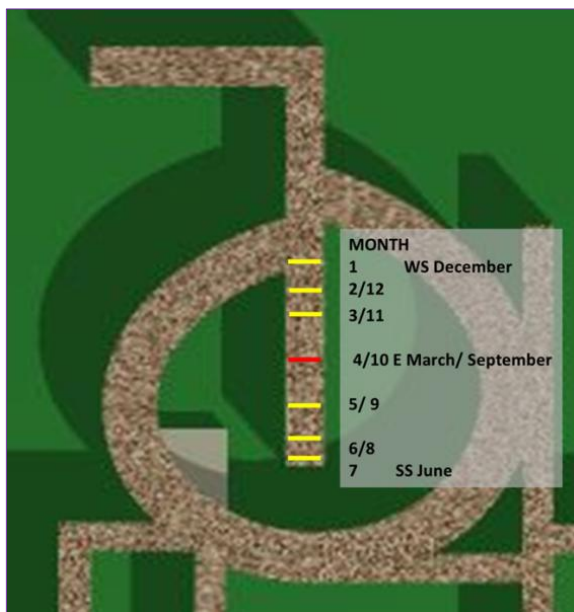 MONTH
1 WS December
2/12
3/11
4/10 E March/ September
5/ 9
6/8
7 SS June